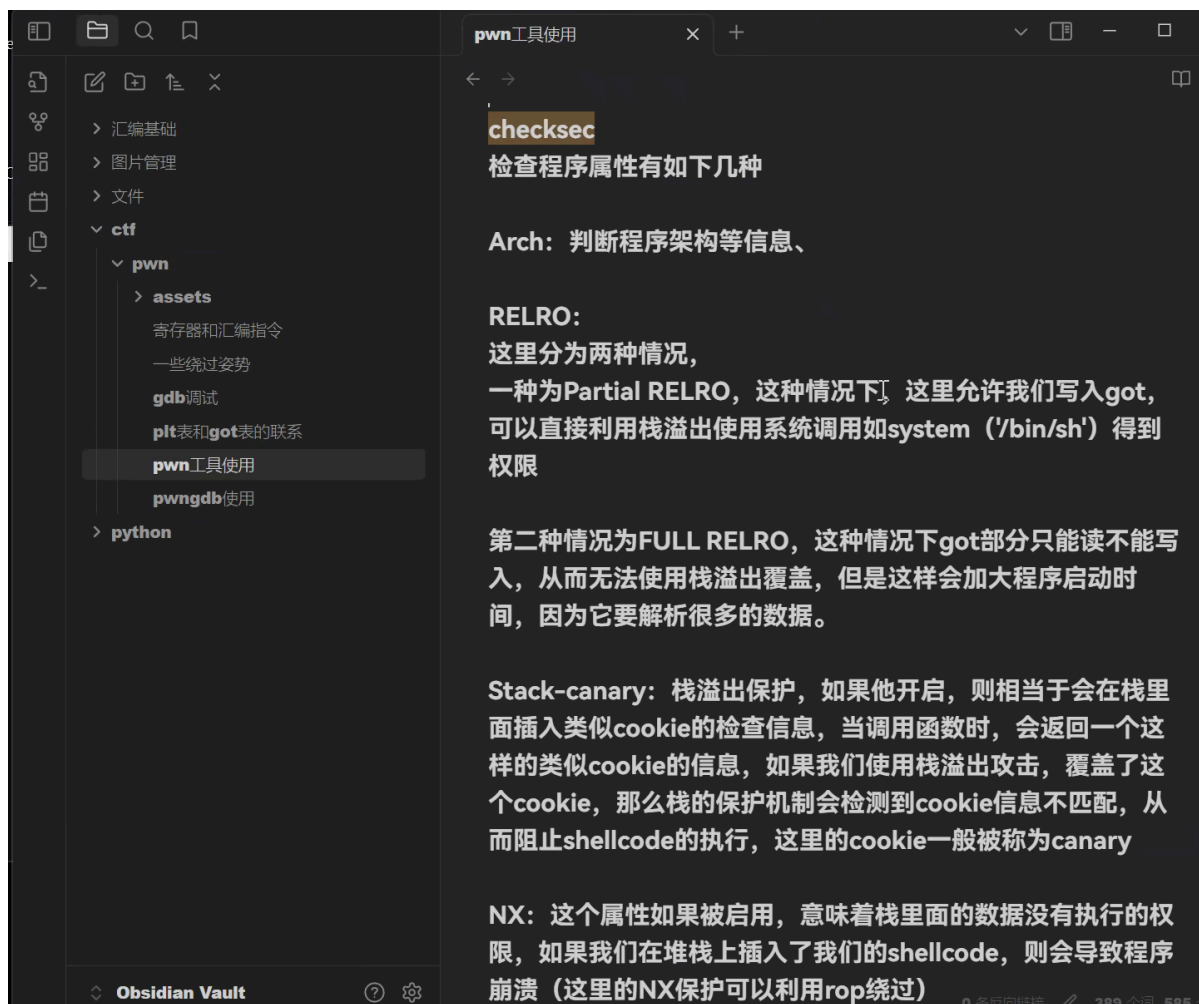 pwn工具使用
汇编基础
图片管理
文件
ctf
pwn
assets
寄存器和汇编指令
一些绕过姿势
gdb调试
plt表和got表的联系
pwn工具使用
pwngdb使用
python
Obsidian Vault
checksec
检查程序属性有如下几种
Arch：判断程序架构等信息、
RELRO：
这里分为两种情况，
一种为Partial RELRO，这种情况下，这里允许我们写入got，
可以直接利用栈溢出使用系统调用如system（'/bin/sh'）得到
权限
第二种情况为FULL RELRO，这种情况下got部分只能读不能写
入，从而无法使用栈溢出覆盖，但是这样会加大程序启动时
间，因为它要解析很多的数据。
Stack-canary：栈溢出保护，如果他开启，则相当于会在栈里
面插入类似cookie的检查信息，当调用函数时，会返回一个这
样的类似cookie的信息，如果我们使用栈溢出攻击，覆盖了这
个cookie，那么栈的保护机制会检测到cookie信息不匹配，从
而阻止shellcode的执行，这里的cookie一般被称为canary
NX：这个属性如果被启用，意味着栈里面的数据没有执行的权
限，如果我们在堆栈上插入了我们的shellcode，则会导致程序
崩溃（这里的NX保护可以利用rop绕过）